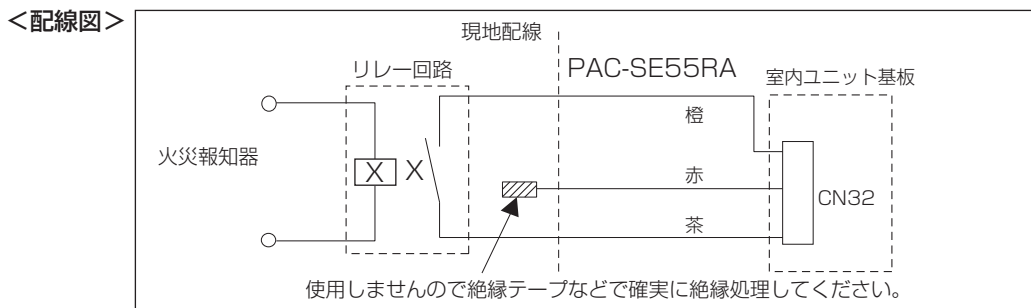 ＜配線図＞
現地配線
リレー回路
PAC-SE55RA
室内ユニット基板
橙
火災報知器
X
X
赤
CN32
茶
使用しませんので絶縁テープなどで確実に絶縁処理してください。